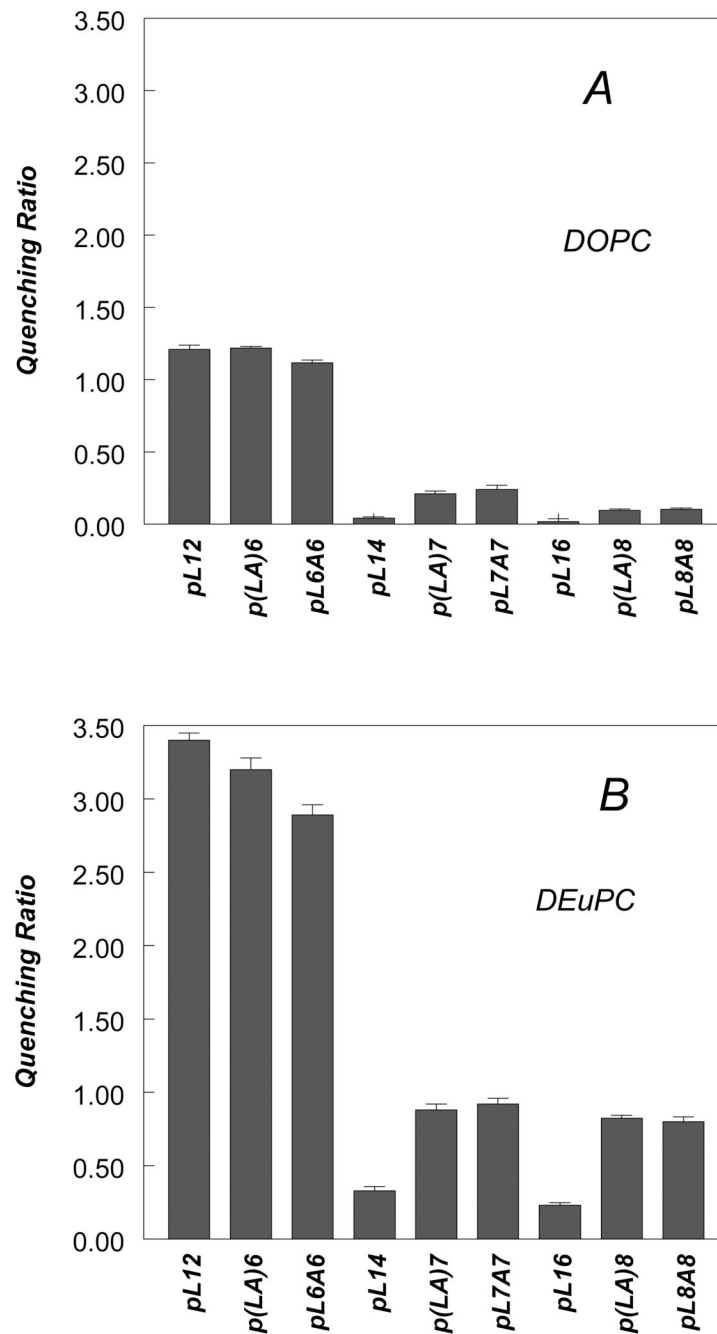 3.50
A
3.00
2.50
DOPC
2.00
Quenching Ratio
1.50
1.00
0.50
0.00
pL12
p(LA)6
pL6A6
pL14
p(LA)7
pL7A7
pL16
p(LA)8
pL8A8
3.50
B
3.00
2.50
DEuPC
2.00
Quenching Ratio
1.50
1.00
0.50
0.00
pL12
p(LA)6
pL6A6
pL14
p(LA)7
pL7A7
pL16
p(LA)8
pL8A8